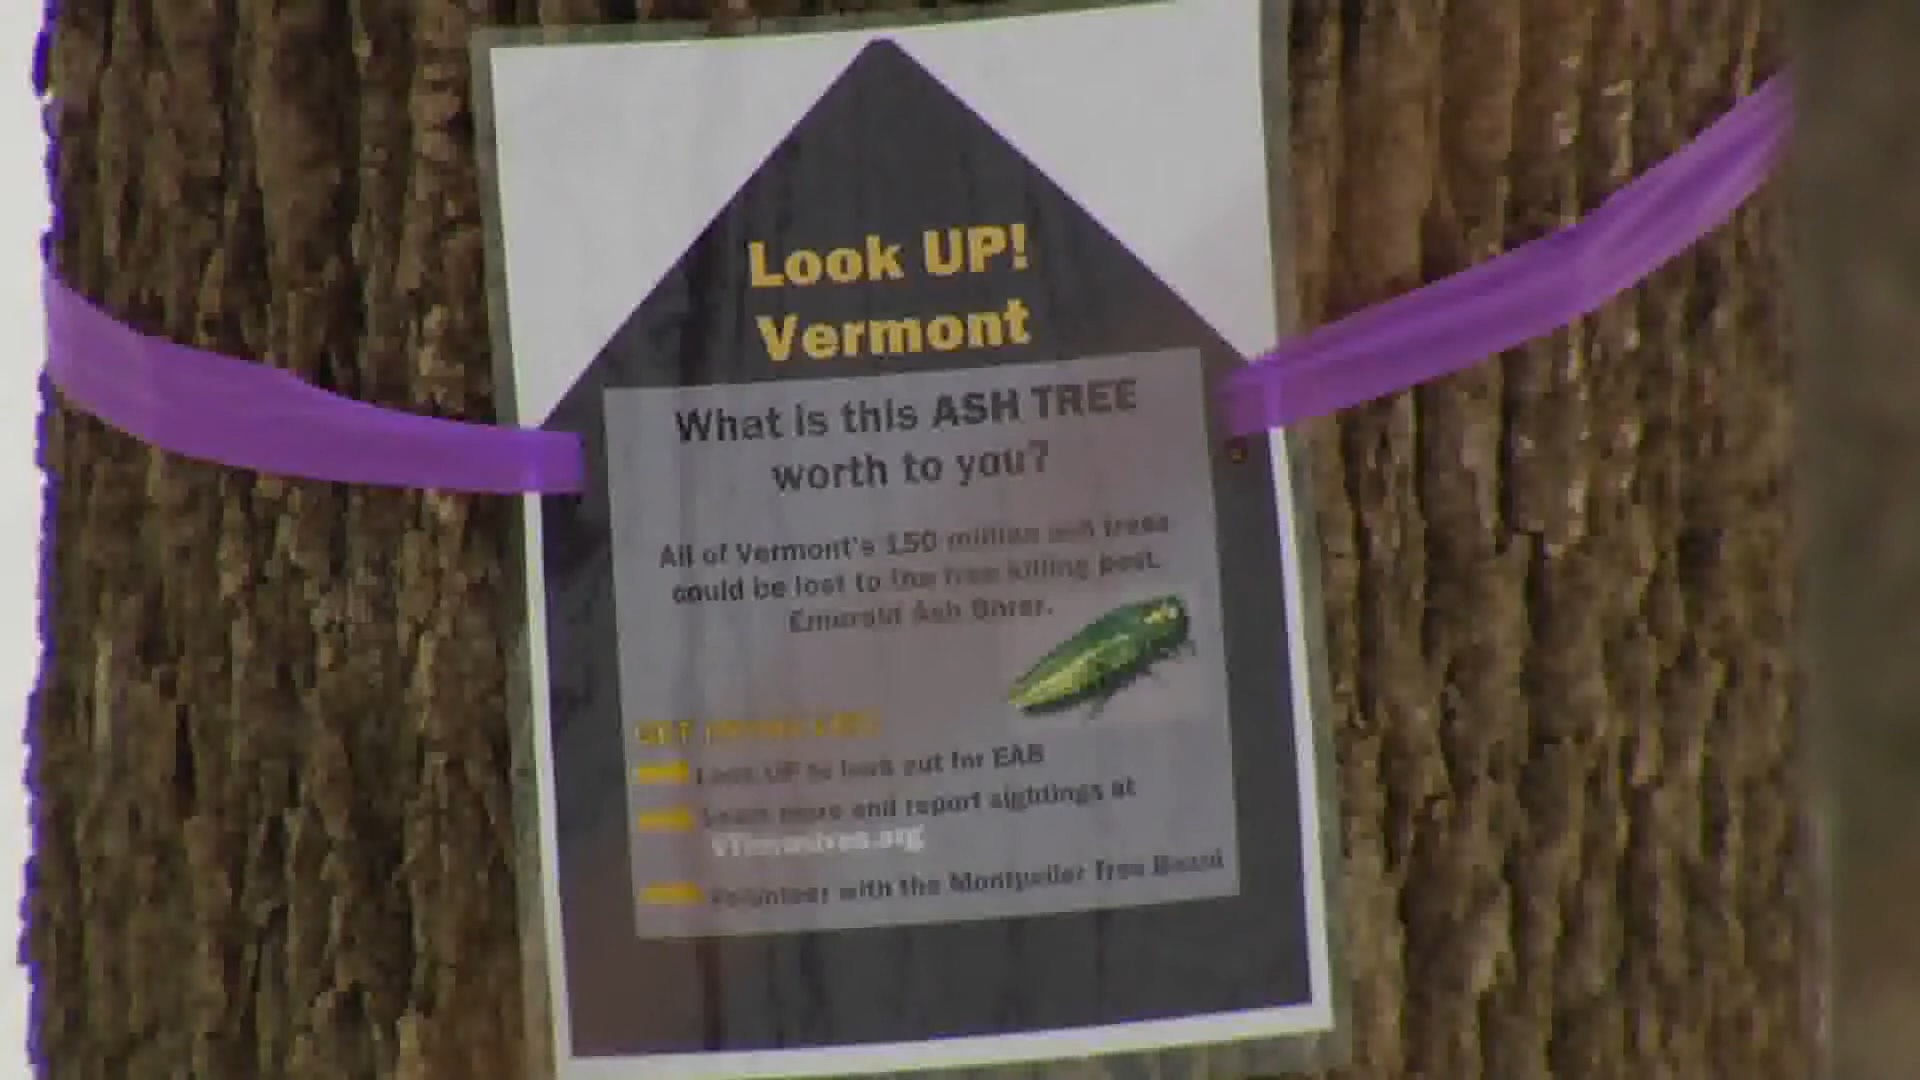 Look UP!
Vermont
What is this ASH TREE
worth to you?
All of Vermont's 150 million ash trees
could be lost to the tree killing pest,
Emerald Ash Borer.
GET INVOLVED!
Look UP to look out for EAB
Learn more and report sightings at
VTinvasives.org
Volunteer with the Montpelier Tree Board